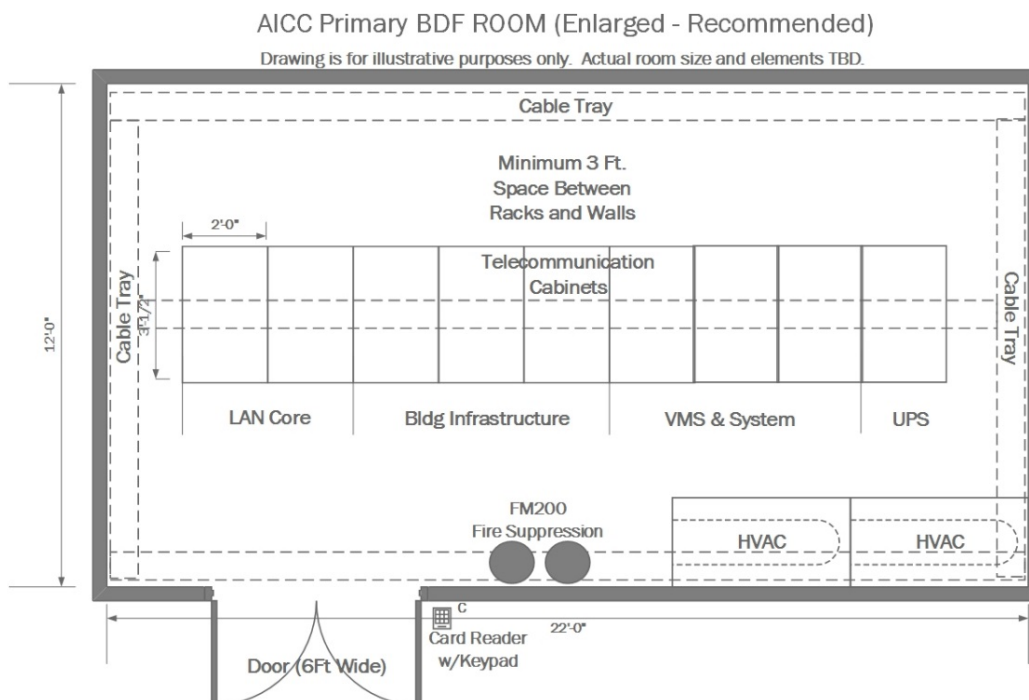 AICC Primary BDF ROOM (Enlarged - Recommended)
Drawing is for illustrative purposes only. Actual room size and elements TBD.
Cable Tray
Minimum 3 Ft.
Space Between
Racks and Walls
2'-0"
Telecommunication
Cabinets
Cable Tray
3'-1/2"
Cable Tray
12'-0"
LAN Core
Bldg Infrastructure
VMS & System
UPS
FM200
Fire Suppression
HVAC
HVAC
C
22'-0"
Card Reader
w/Keypad
Door (6Ft Wide)